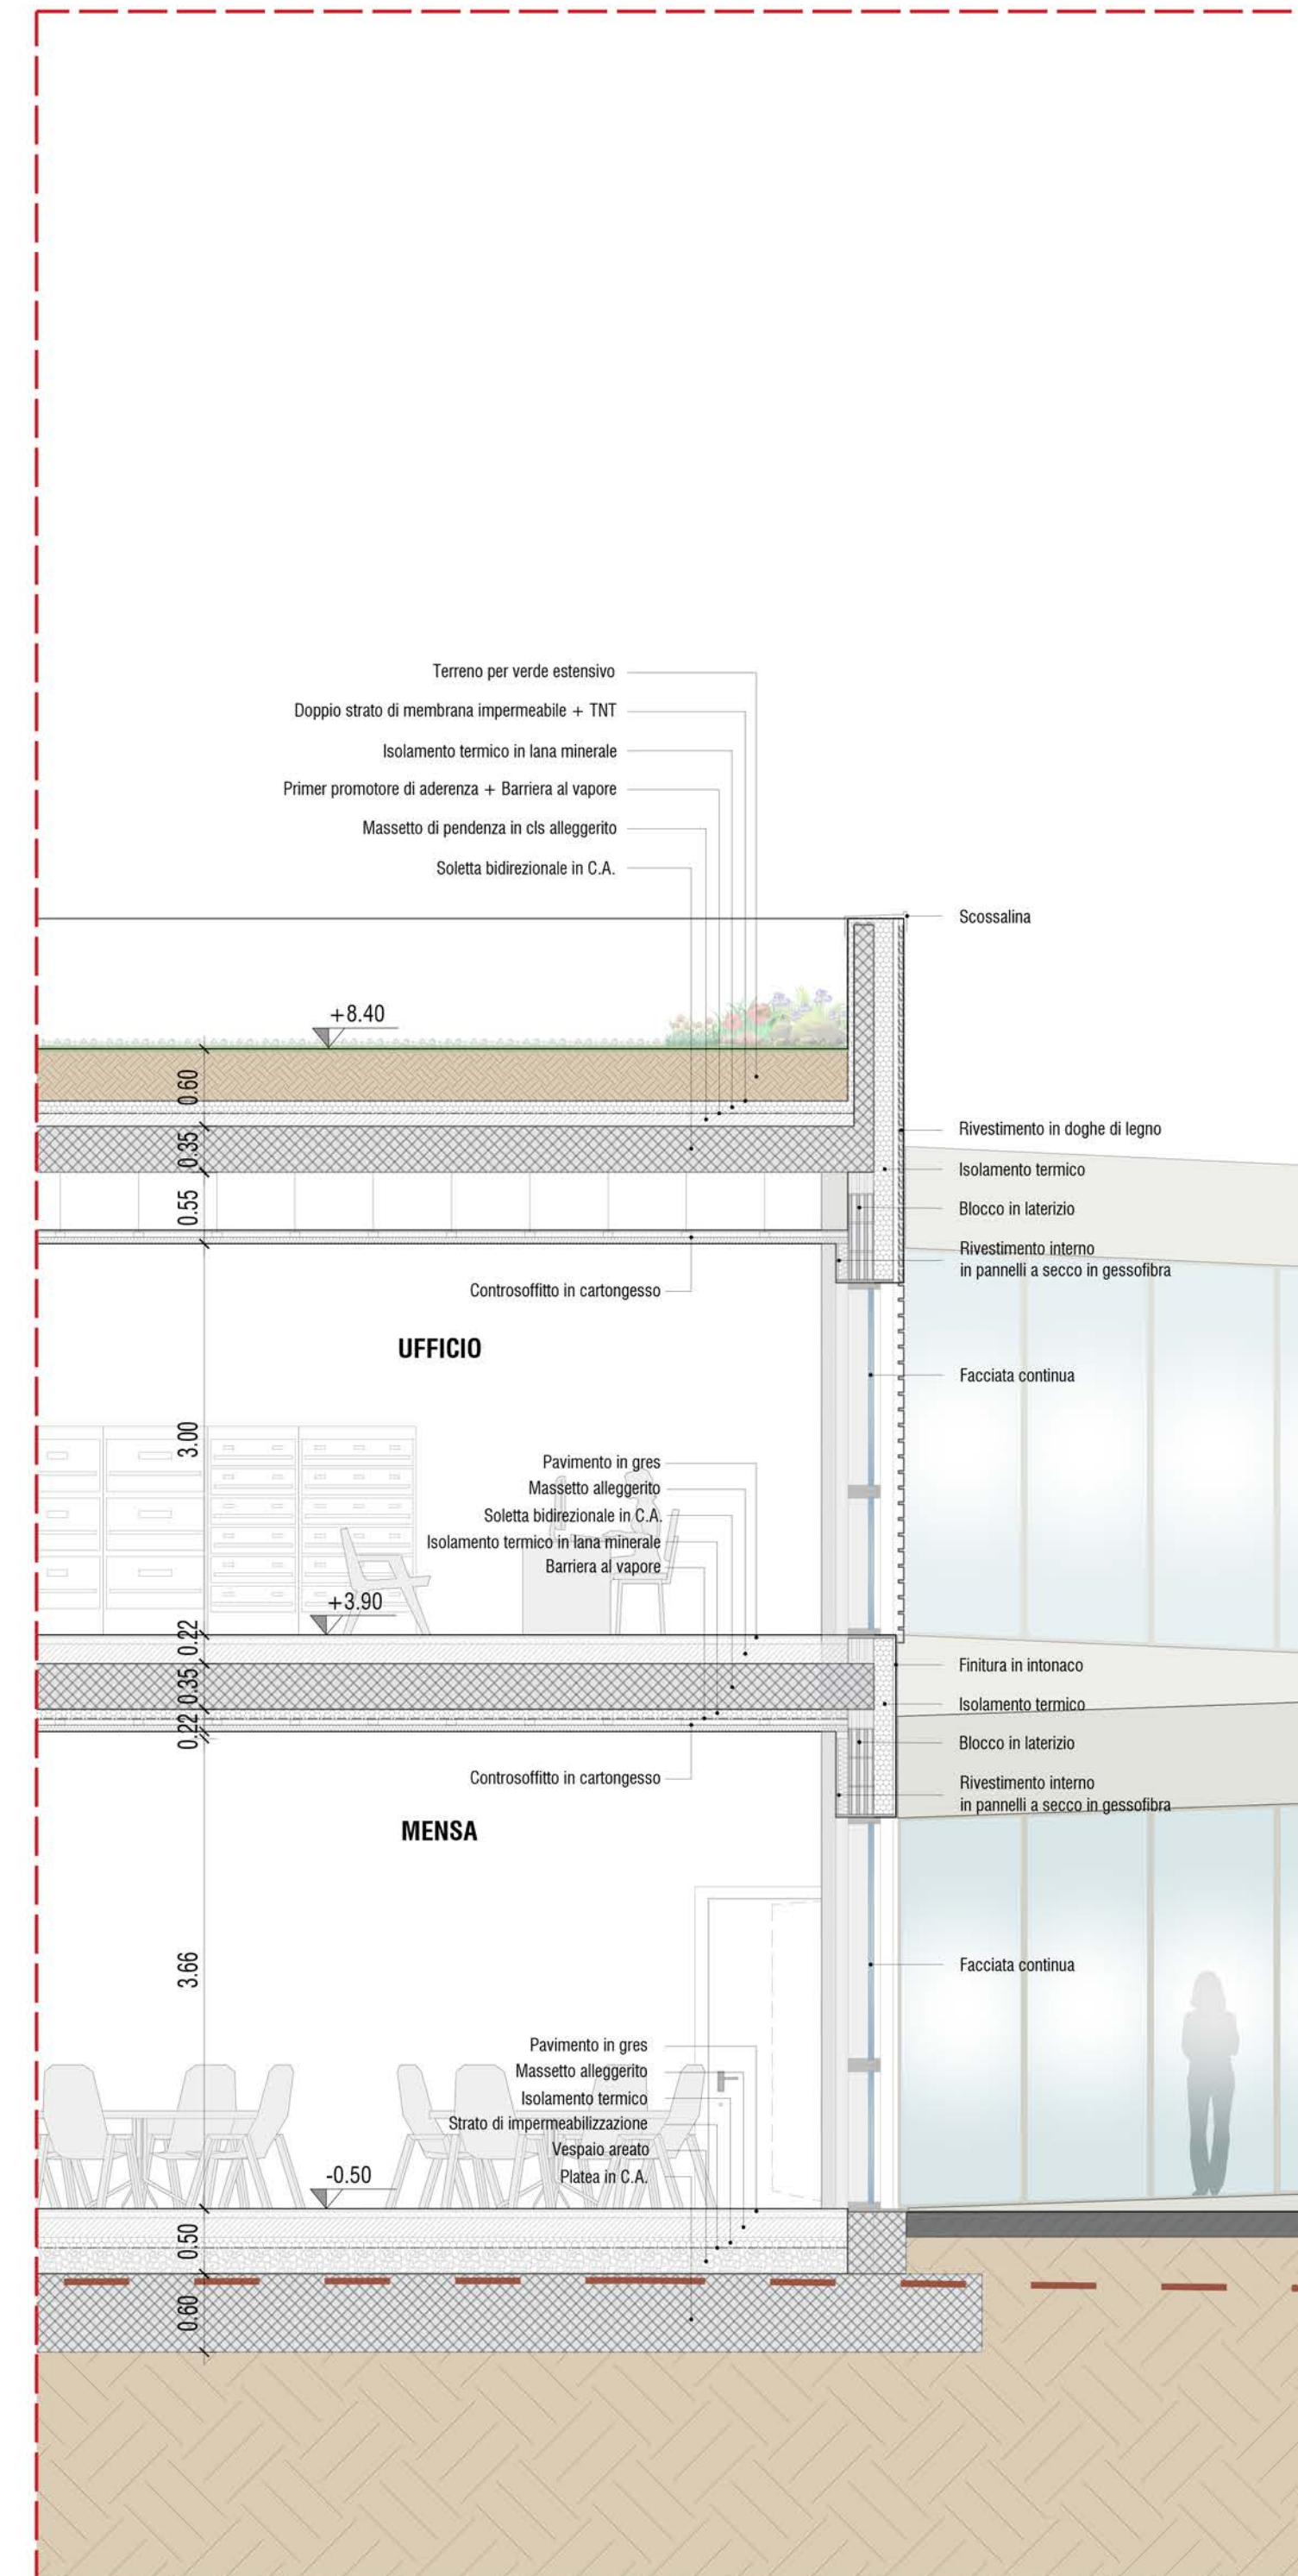 Terreno per verde estensivo
Doppio strato di membrana impermeabile + TNT
Isolamento termico in lana minerale
Primer promotore di aderenza + Barriera al vapore
Massetto di pendenza in cls alleggerito
Soletta bidirezionale in C.A.
Scossalina
+8.40
0.60
0.35
0.55
Rivestimento in doghe di legno
Isolamento termico
Blocco in laterizio
Rivestimento interno
in pannelli a secco in gessofibra
Controsoffitto in cartongesso
UFFICIO
Facciata continua
3.00
Pavimento in gres
Massetto alleggerito
Soletta bidirezionale in C.A.
Isolamento termico in lana minerale
Barriera al vapore
+3.90
0.22
0.35
0.22
Finitura in intonaco
Isolamento termico
Blocco in laterizio
Rivestimento interno
in pannelli a secco in gessofibra
Controsoffitto in cartongesso
MENSA
3.66
Facciata continua
Pavimento in gres
Massetto alleggerito
Isolamento termico
Strato di impermeabilizzazione
Vespaio areato
Platea in C.A.
-0.50
0.50
0.60